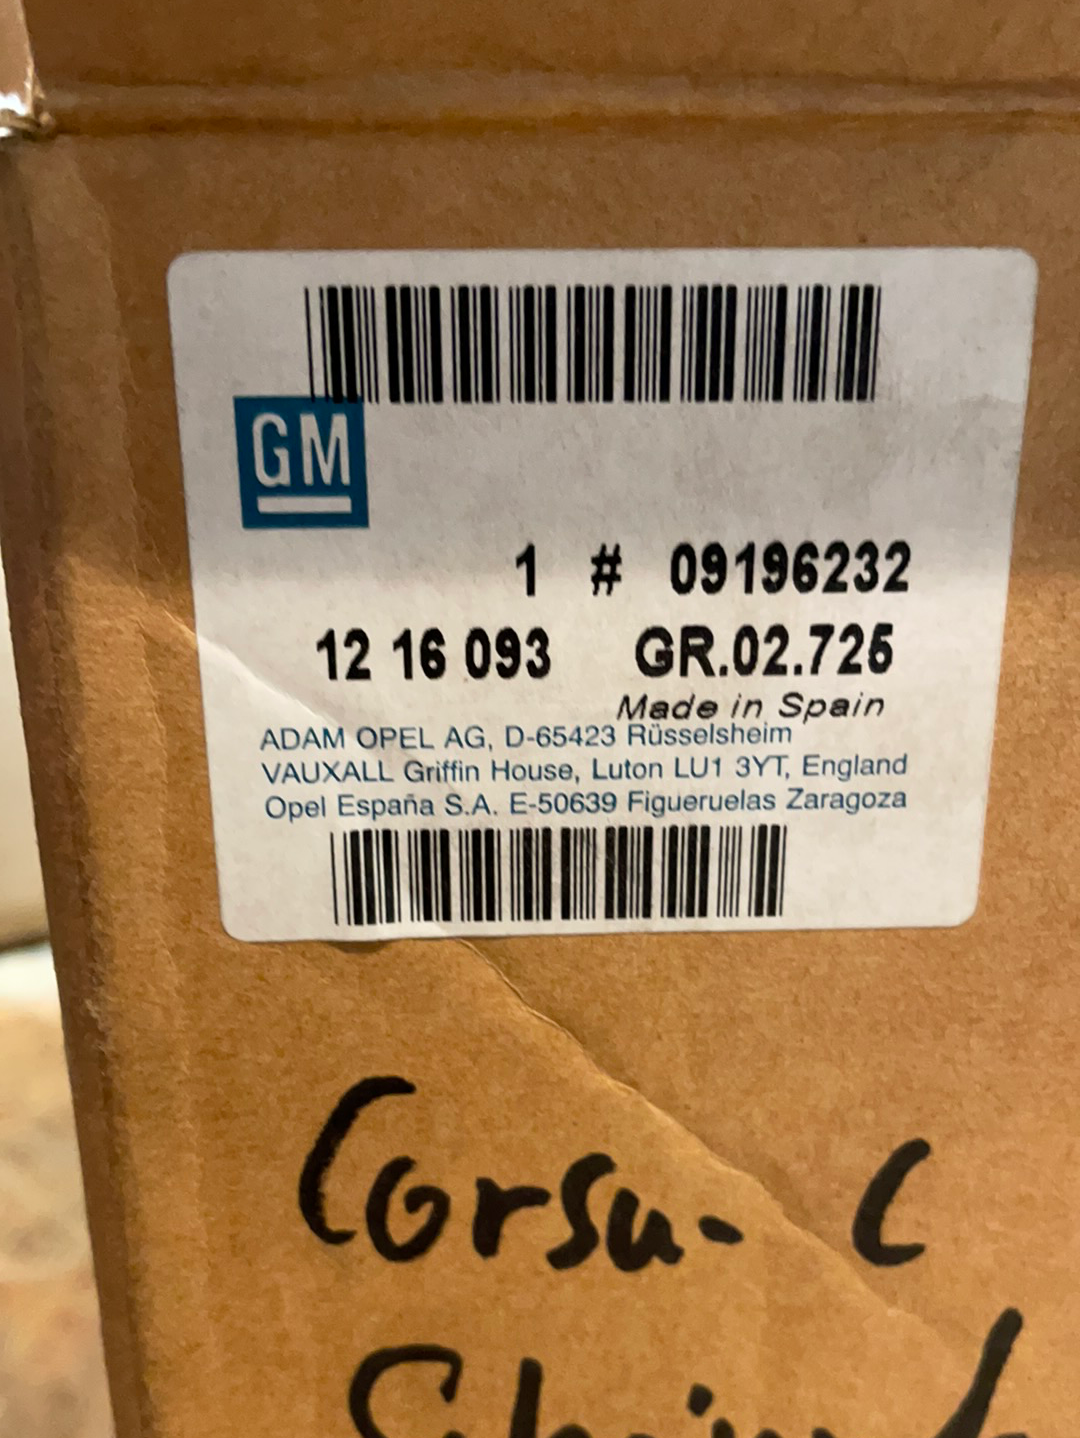 GM
1 # 09196232
12 16 093 GR.02.725
Made in Spain
ADAM OPEL AG, D-65423 Rüsselsheim
VAUXALL Griffin House, Luton LU1 3YT, England
Opel España S.A. E-50639 Figueruelas Zaragoza
Corsa- C